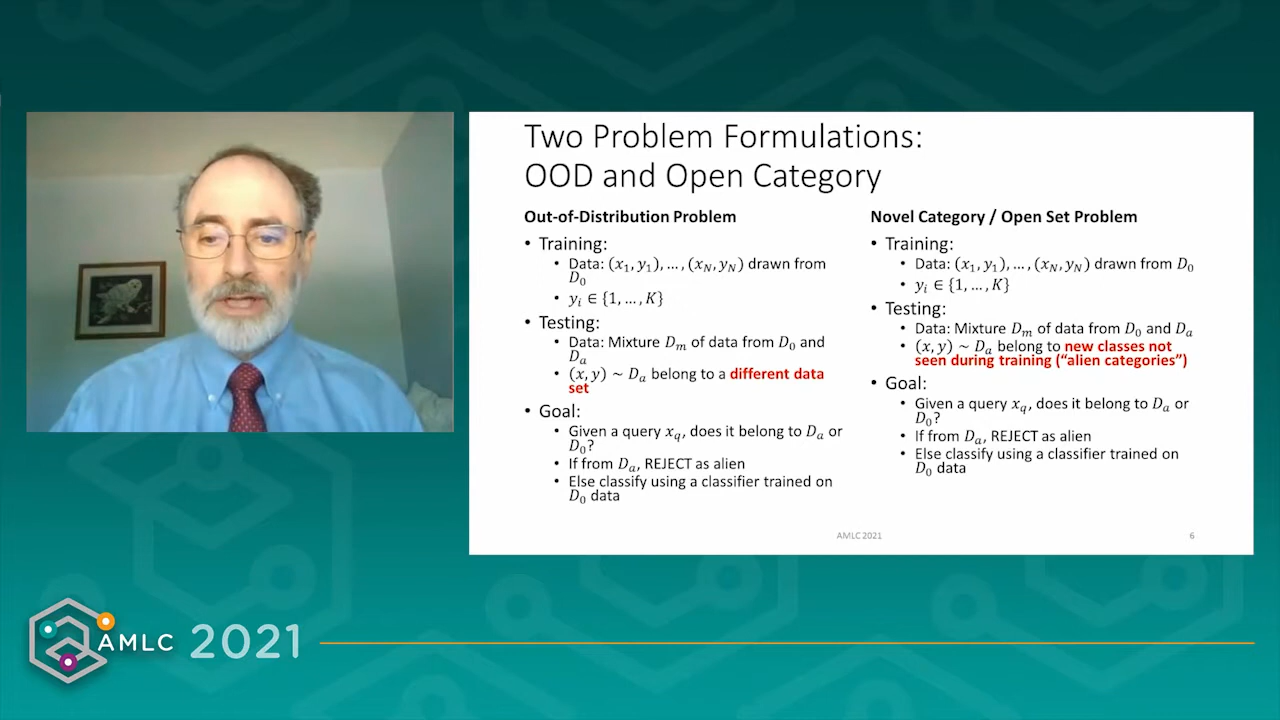 Two Problem Formulations:
OOD and Open Category
Out-of-Distribution Problem
• Training:
• Data: (x₁, y₁), … , (x_N, y_N) drawn from
D₀
• yᵢ ∈ {1, … , K}
• Testing:
• Data: Mixture Dₘ of data from D₀ and
Dₐ
• (x, y) ~ Dₐ belong to a different data
set
• Goal:
• Given a query x_q, does it belong to Dₐ or
D₀?
• If from Dₐ, REJECT as alien
• Else classify using a classifier trained on
D₀ data
Novel Category / Open Set Problem
• Training:
• Data: (x₁, y₁), … , (x_N, y_N) drawn from D₀
• yᵢ ∈ {1, … , K}
• Testing:
• Data: Mixture Dₘ of data from D₀ and Dₐ
• (x, y) ~ Dₐ belong to new classes not
seen during training (“alien categories”)
• Goal:
• Given a query x_q, does it belong to Dₐ or
D₀?
• If from Dₐ, REJECT as alien
• Else classify using a classifier trained on
D₀ data
AMLC 2021
6
AMLC 2021